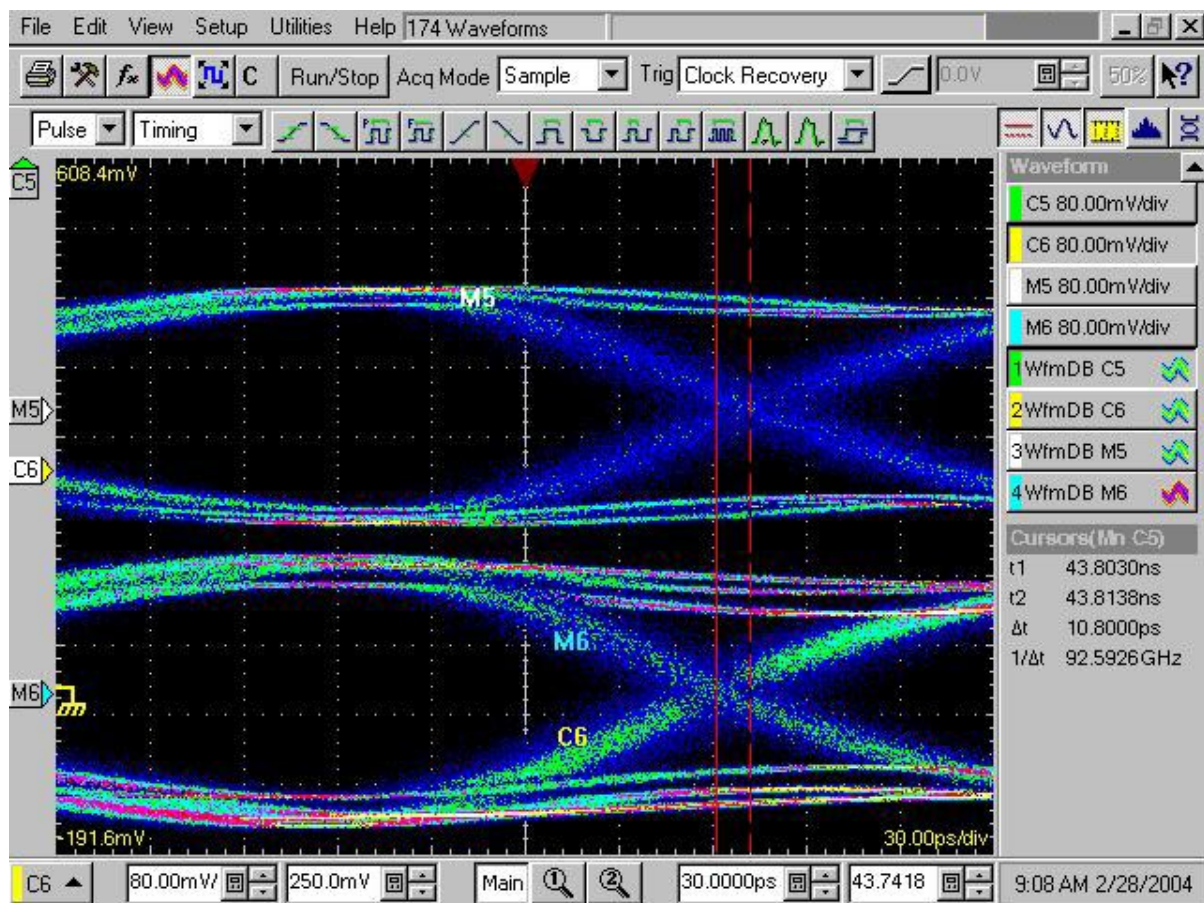 File Edit View Setup Utilities Help 174 Waveforms
fx C Run/Stop Acq Mode Sample Trig Clock Recovery 0.0V 50% ?
Pulse Timing
C5 608.4mV
Waveform
C5 80.00mV/div
C6 80.00mV/div
M5 80.00mV/div
M6 80.00mV/div
1 WfmDB C5
2 WfmDB C6
3 WfmDB M5
4 WfmDB M6
M5
M5
C6
M6
M6
C6
-191.6mV 30.00ps/div
Cursors(Mn C5)
t1 43.8030ns
t2 43.8138ns
Δt 10.8000ps
1/Δt 92.5926GHz
C6 80.00mV/ 250.0mV Main 1 2 30.0000ps 43.7418 9:08 AM 2/28/2004